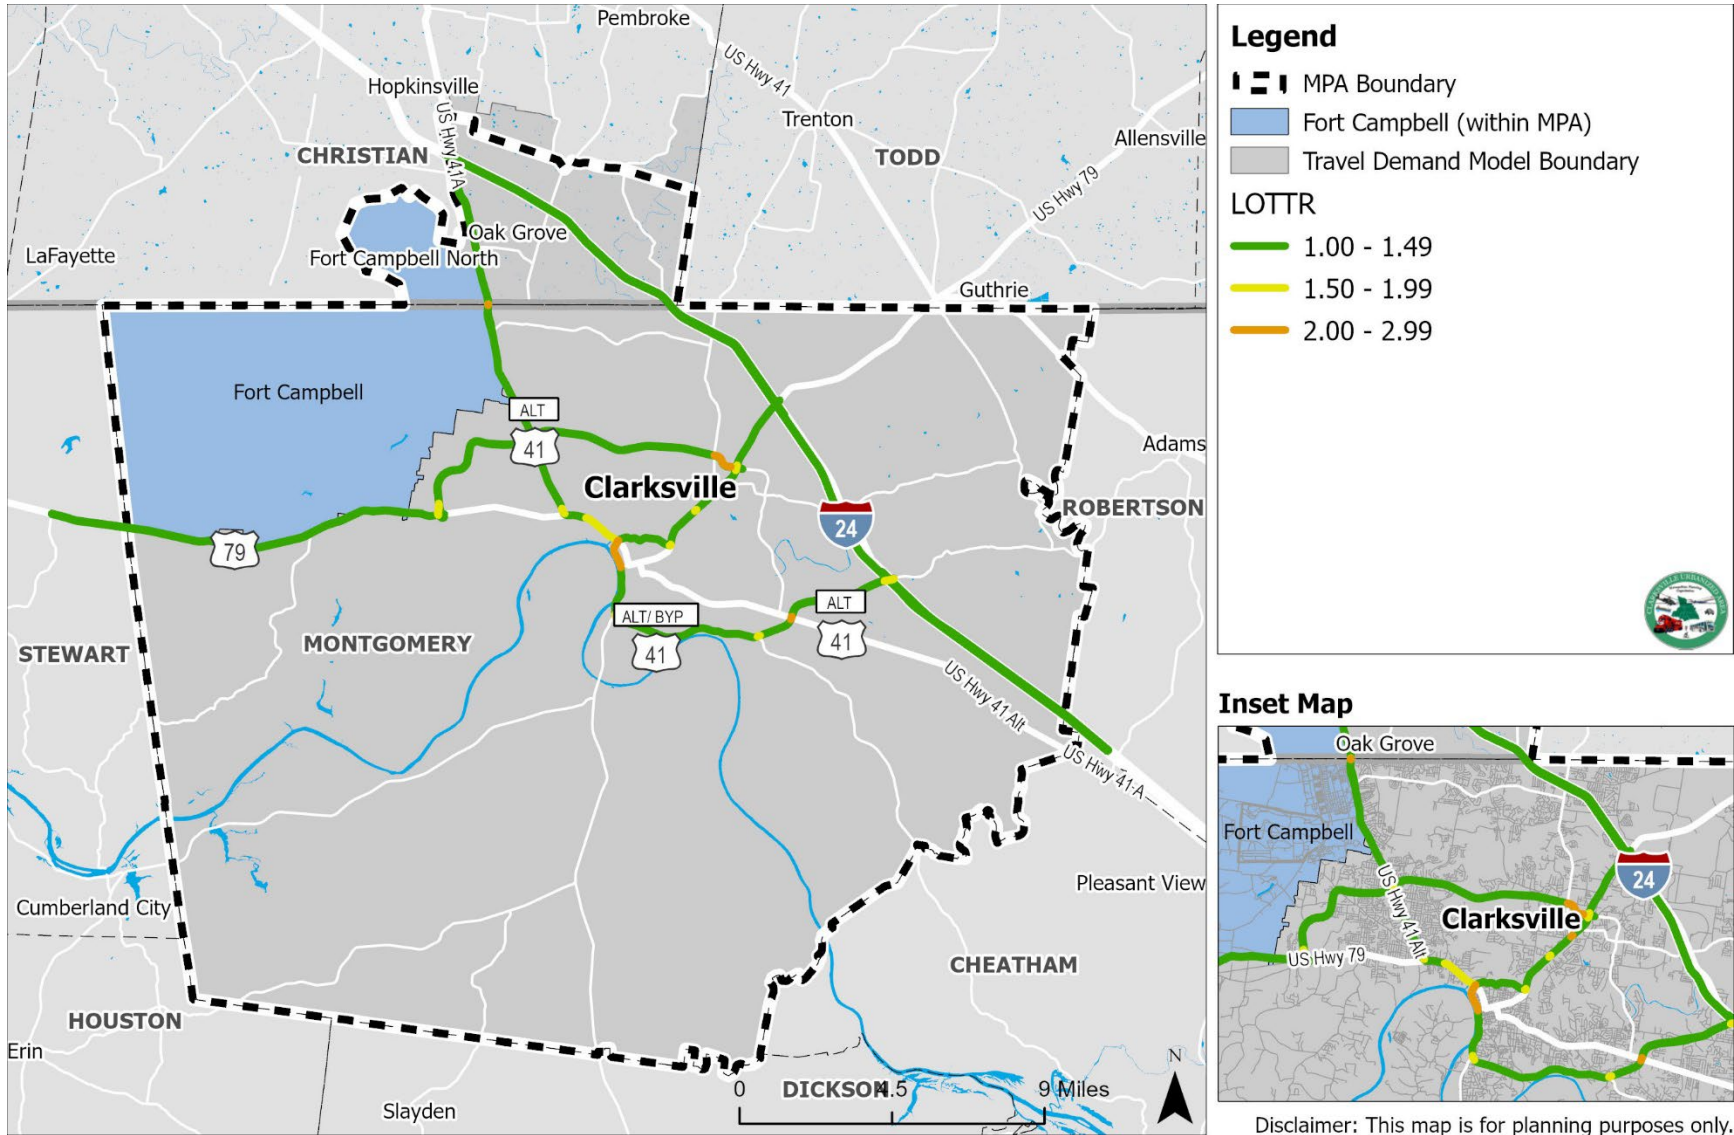 Pembroke
US Hwy 41
Hopkinsville
US Hwy 41A
Trenton
Allensville
CHRISTIAN
TODD
US Hwy 79
Oak Grove
LaFayette
Fort Campbell North
Guthrie
Fort Campbell
ALT
41
Adams
Clarksville
ROBERTSON
24
79
ALT
ALT/ BYP
41
41
STEWART
MONTGOMERY
US Hwy 41 Alt
US Hwy 41 A
Pleasant View
Cumberland City
CHEATHAM
HOUSTON
Erin
DICKSON
Slayden
0
4.5
9 Miles
N
Legend
MPA Boundary
Fort Campbell (within MPA)
Travel Demand Model Boundary
LOTTR
1.00 - 1.49
1.50 - 1.99
2.00 - 2.99
Inset Map
Oak Grove
Fort Campbell
24
US Hwy 41 Alt
Clarksville
US Hwy 79
Disclaimer: This map is for planning purposes only.